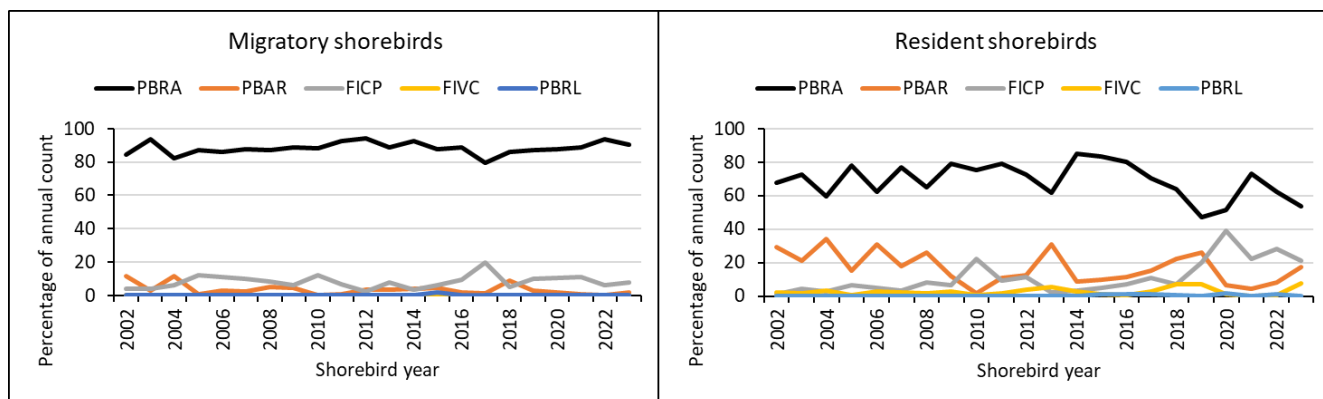 Migratory shorebirds
PBRA PBAR FICP FIVC PBRL
Percentage of annual count
100
80
60
40
20
0
2002 2004 2006 2008 2010 2012 2014 2016 2018 2020 2022
Shorebird year
Resident shorebirds
PBRA PBAR FICP FIVC PBRL
Percentage of annual count
100
80
60
40
20
0
2002 2004 2006 2008 2010 2012 2014 2016 2018 2020 2022
Shorebird year